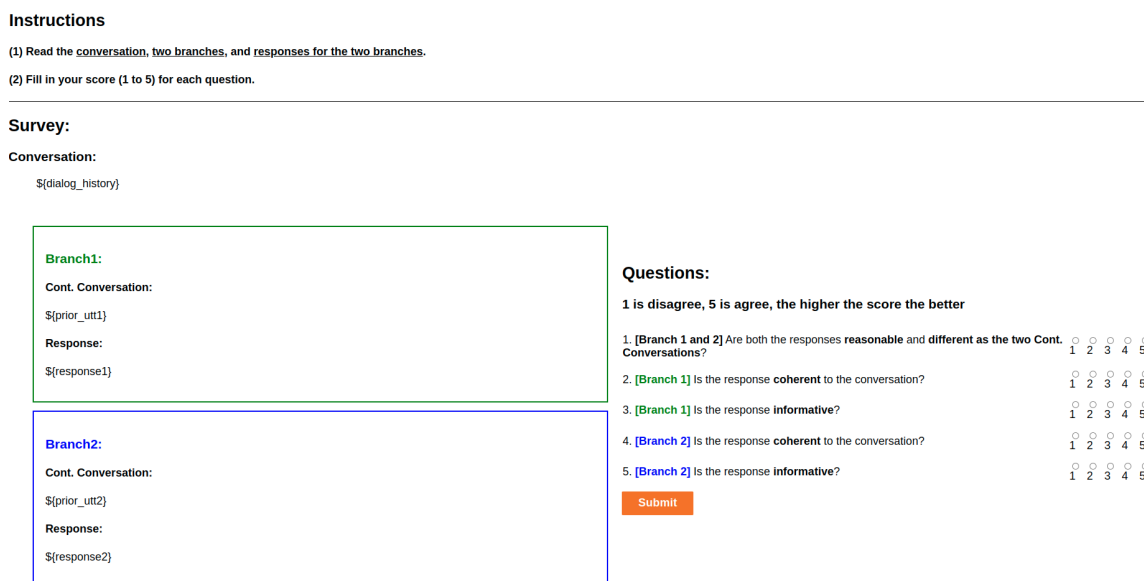 Instructions
(1) Read the conversation, two branches, and responses for the two branches.
(2) Fill in your score (1 to 5) for each question.
Survey:
Conversation:
${dialog_history}
Branch1:
Cont. Conversation:
${prior_utt1}
Response:
${response1}
Branch2:
Cont. Conversation:
${prior_utt2}
Response:
${response2}
Questions:
1 is disagree, 5 is agree, the higher the score the better
1. [Branch 1 and 2] Are both the responses reasonable and different as the two Cont.
Conversations?
1 2 3 4 5
2. [Branch 1] Is the response coherent to the conversation?
1 2 3 4 5
3. [Branch 1] Is the response informative?
1 2 3 4 5
4. [Branch 2] Is the response coherent to the conversation?
1 2 3 4 5
5. [Branch 2] Is the response informative?
1 2 3 4 5
Submit